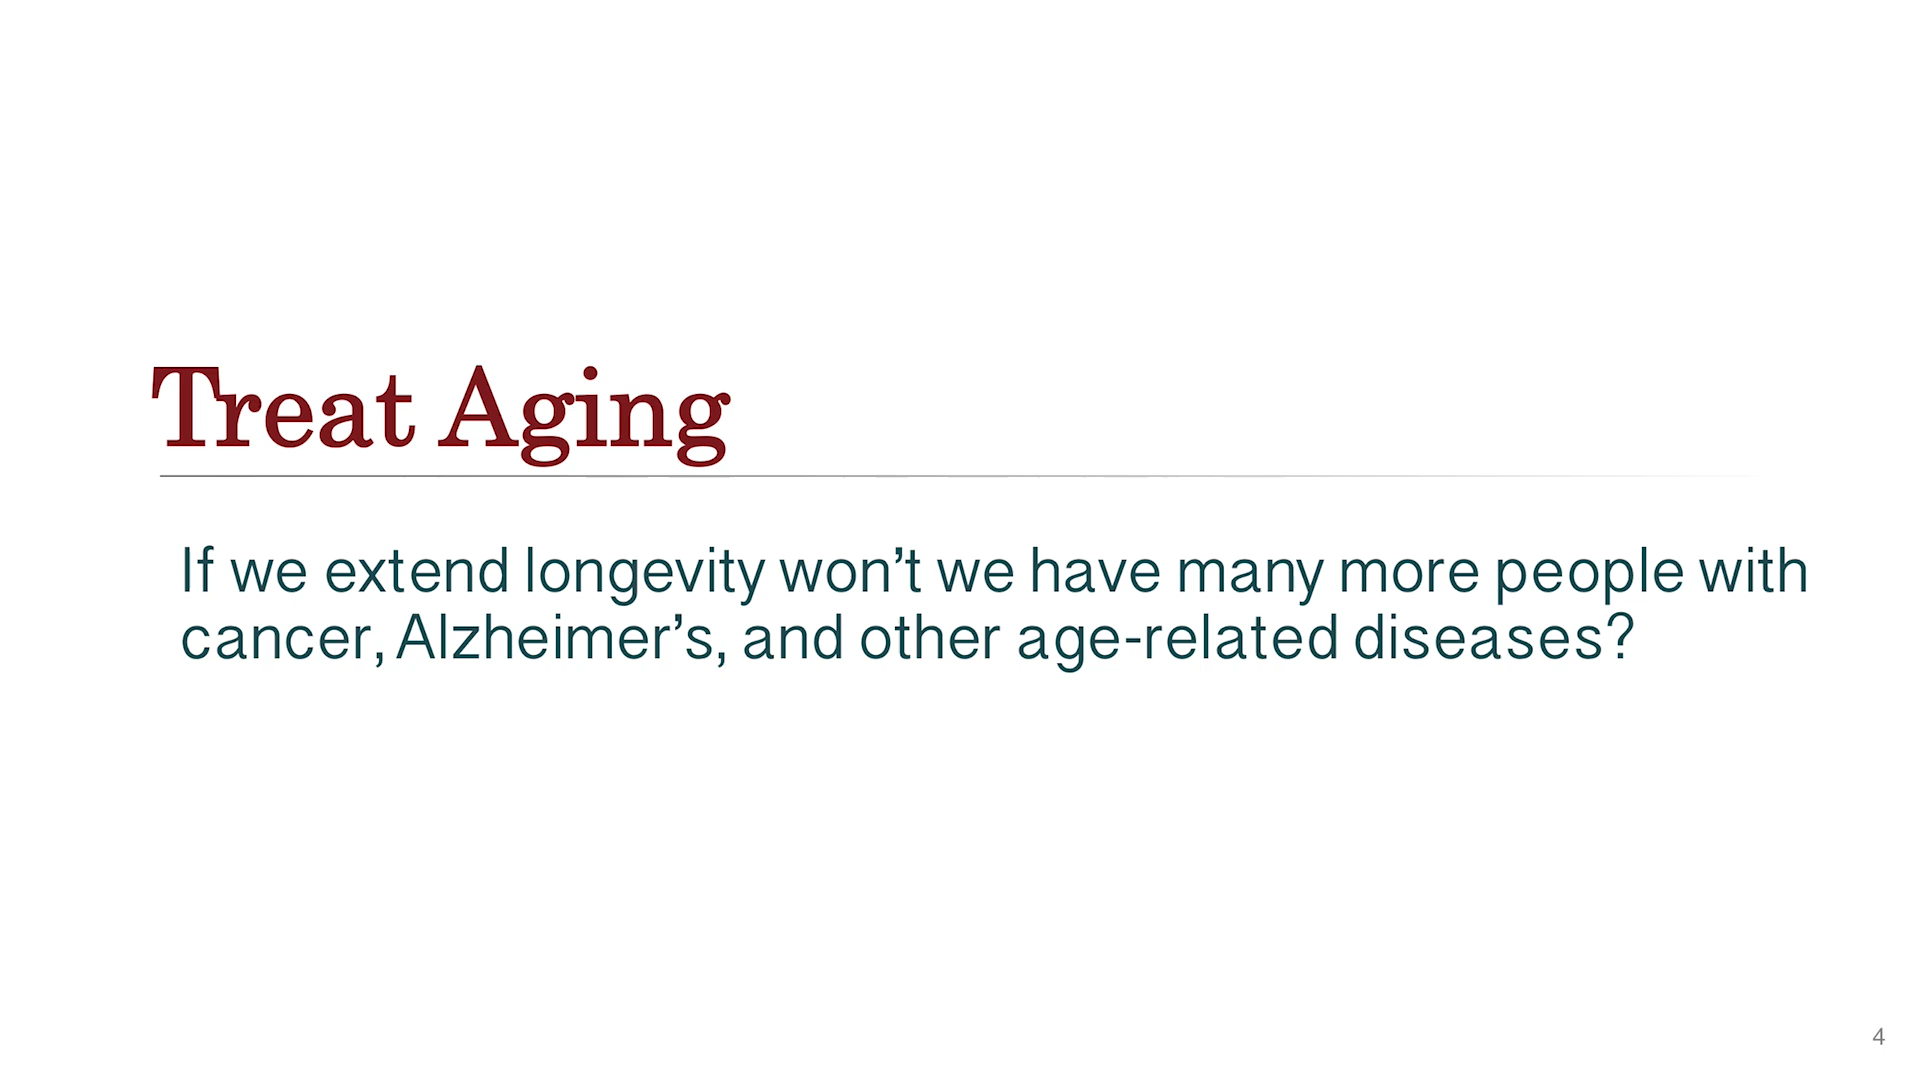 Treat Aging
If we extend longevity won’t we have many more people with
cancer, Alzheimer’s, and other age-related diseases?
4